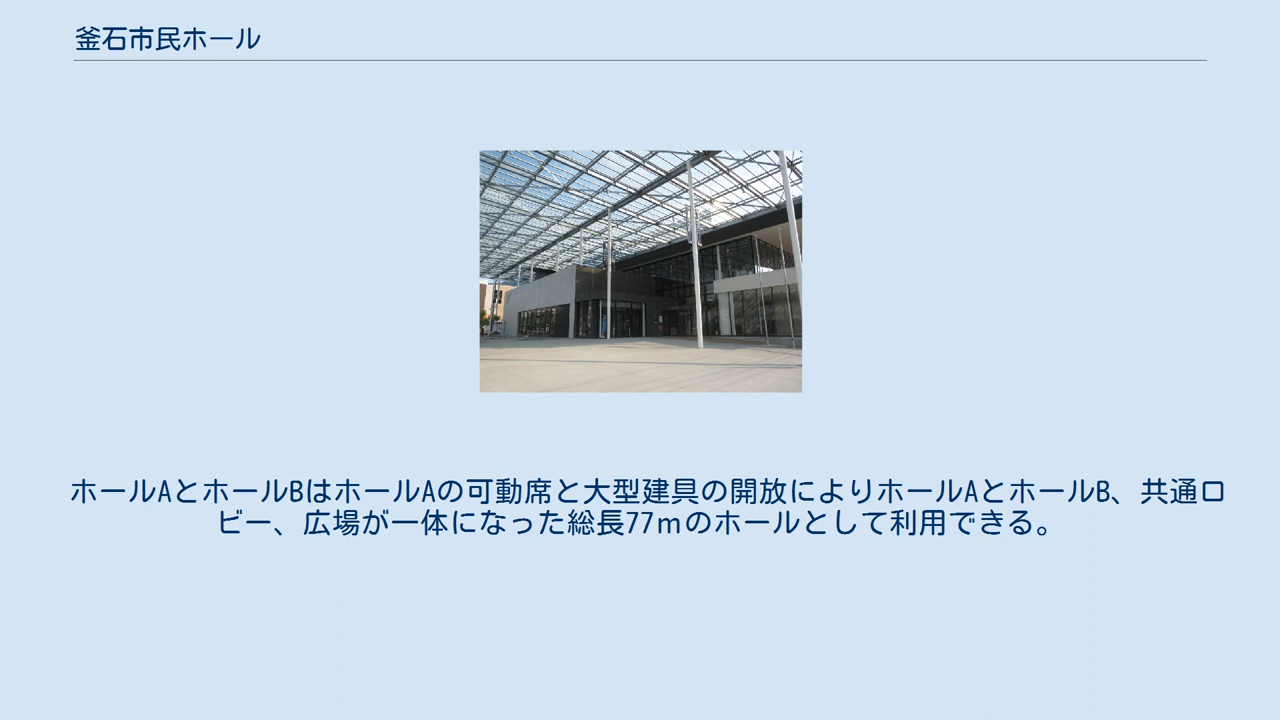 釜石市民ホール
ホールAとホールBはホールAの可動席と大型建具の開放によりホールAとホールB、共通ロ
ビー、広場が一体になった総長77ｍのホールとして利用できる。